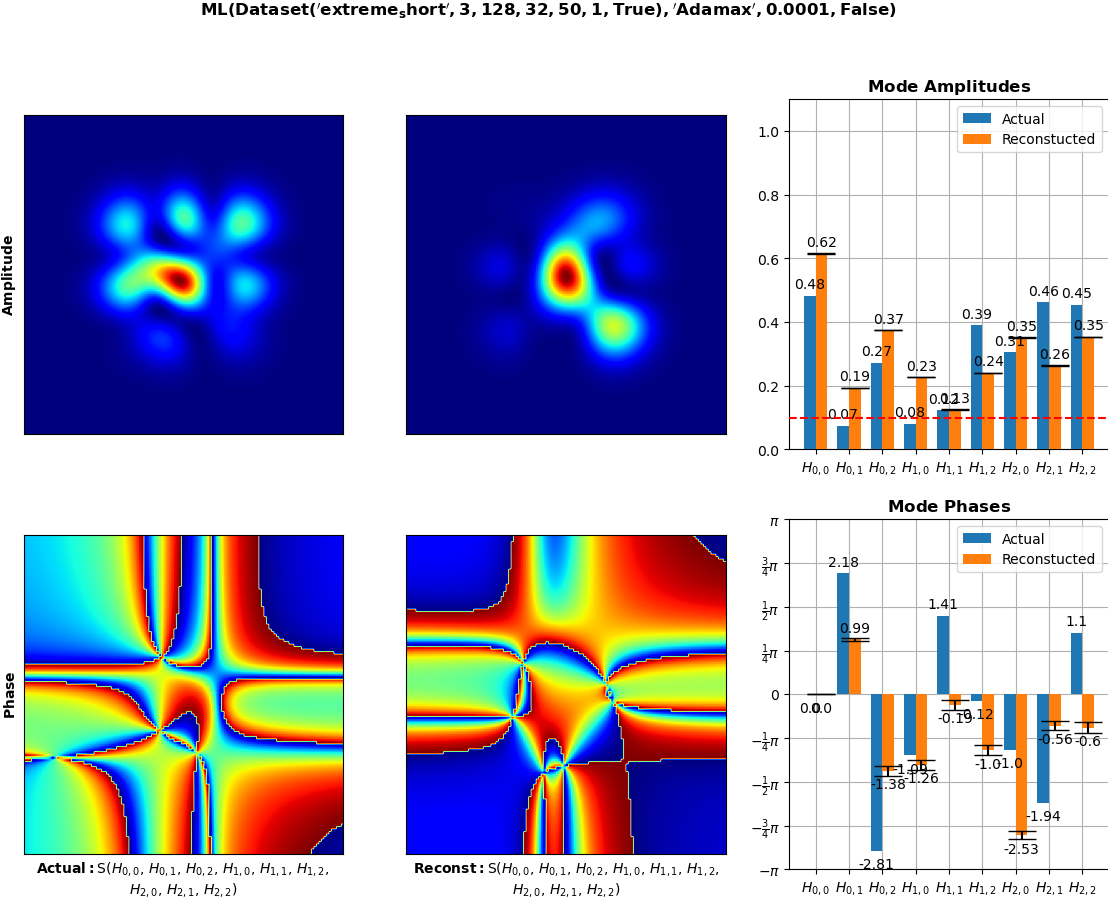 ML(Dataset('extreme_short', 3, 128, 32, 50, 1, True), 'Adamax', 0.0001, False)
Amplitude
Mode Amplitudes
Actual
Reconstucted
1.0
0.8
0.6
0.4
0.2
0.0
0.48 0.62
0.07 0.19
0.27 0.37
0.08 0.23
0.12 0.13
0.39 0.24
0.31 0.35
0.46 0.26
0.45 0.35
H0,0 H0,1 H0,2 H1,0 H1,1 H1,2 H2,0 H2,1 H2,2
Phase
Actual: S(H0,0, H0,1, H0,2, H1,0, H1,1, H1,2,
H2,0, H2,1, H2,2)
Reconst: S(H0,0, H0,1, H0,2, H1,0, H1,1, H1,2,
H2,0, H2,1, H2,2)
Mode Phases
Actual
Reconstucted
π
3/4π
1/2π
1/4π
0
−1/4π
−1/2π
−3/4π
−π
0.0 0.0
2.18 0.99
-2.81 -1.38
-1.09 -1.26
1.41 -0.19
-0.12 -1.0
-1.0 -2.53
-1.94 -0.56
1.1 -0.6
H0,0 H0,1 H0,2 H1,0 H1,1 H1,2 H2,0 H2,1 H2,2